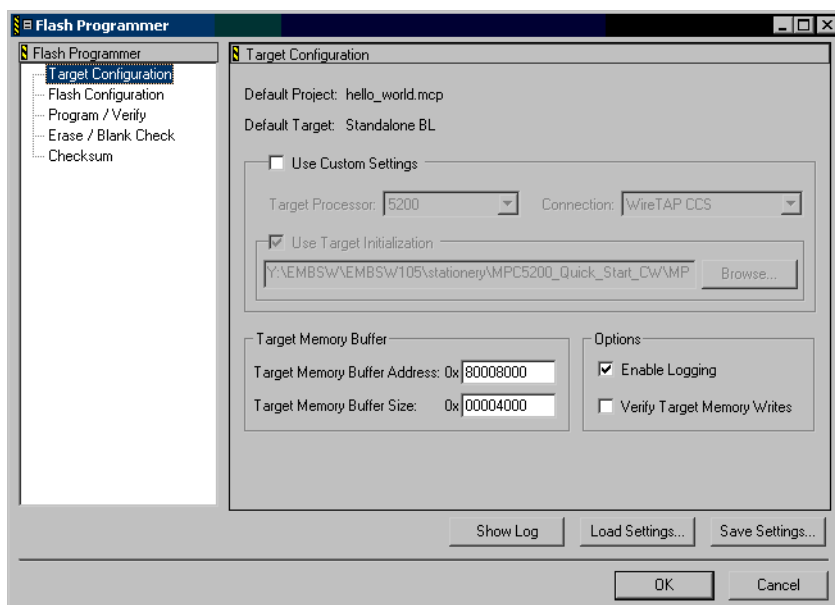 Flash Programmer
Flash Programmer
Target Configuration
Flash Configuration
Program / Verify
Erase / Blank Check
Checksum
Target Configuration
Default Project: hello_world.mcp
Default Target: Standalone BL
Use Custom Settings
Target Processor: 5200 Connection: WireTAP CCS
Use Target Initialization
Y:\EMBSW\EMBSW105\stationery\MPC5200_Quick_Start_CW\MP Browse...
Target Memory Buffer
Target Memory Buffer Address: 0x 80008000
Target Memory Buffer Size: 0x 00004000
Options
Enable Logging
Verify Target Memory Writes
Show Log Load Settings... Save Settings...
OK Cancel